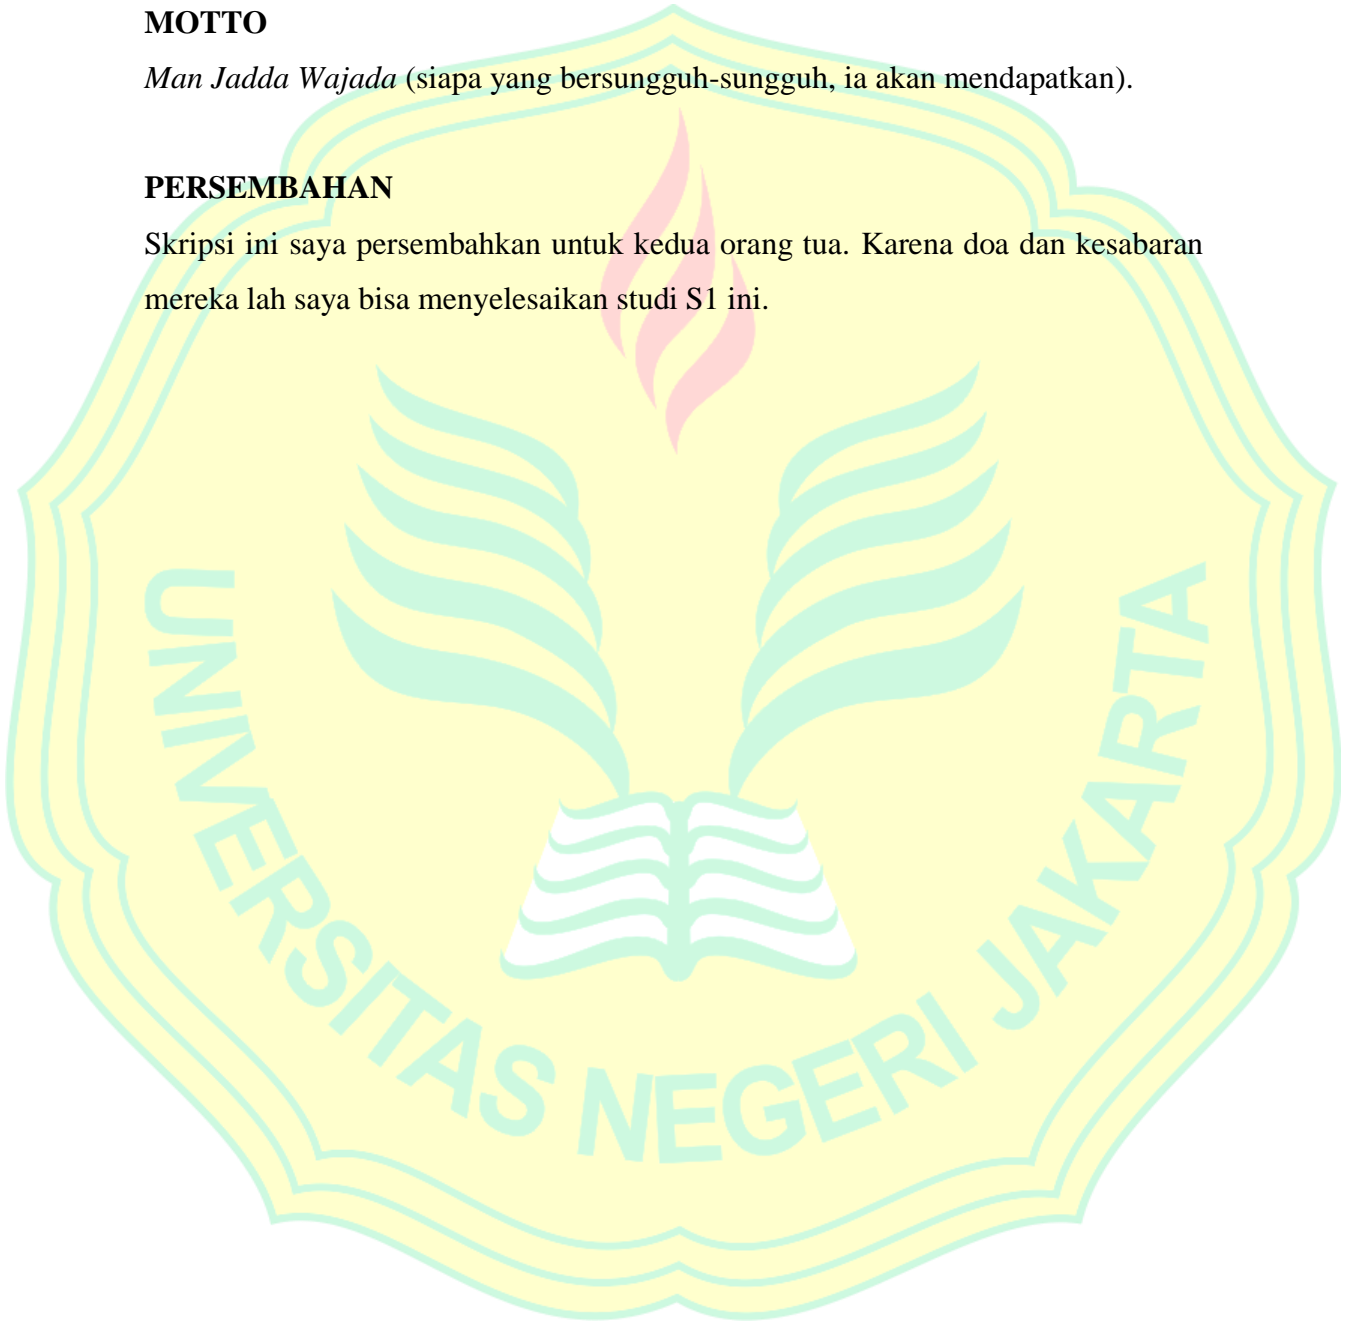 MOTTO
Man Jadda Wajada (siapa yang bersungguh-sungguh, ia akan mendapatkan).
PERSEMBAHAN
Skripsi ini saya persembahkan untuk kedua orang tua. Karena doa dan kesabaran
mereka lah saya bisa menyelesaikan studi S1 ini.
UNIVERSITAS NEGERI JAKARTA